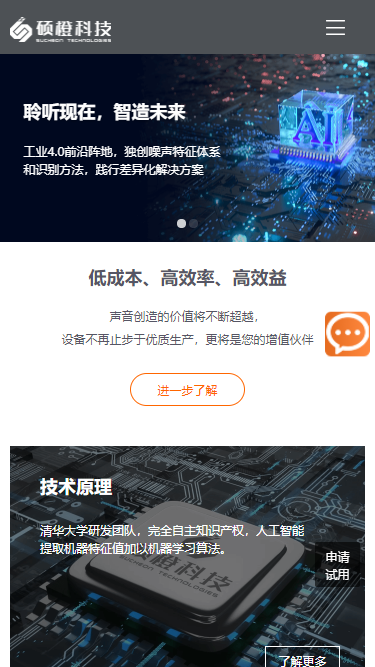 硕橙科技
SUCHEON TECHNOLOGIES
聆听现在，智造未来
工业4.0前沿阵地，独创噪声特征体系
和识别方法，践行差异化解决方案
AI
低成本、高效率、高效益
声音创造的价值将不断超越，
设备不再止步于优质生产，更将是您的增值伙伴
进一步了解
技术原理
清华大学研发团队，完全自主知识产权，人工智能
提取机器特征值加以机器学习算法。
硕橙科技
SUCHEON TECHNOLOGIES
申请
试用
了解更多